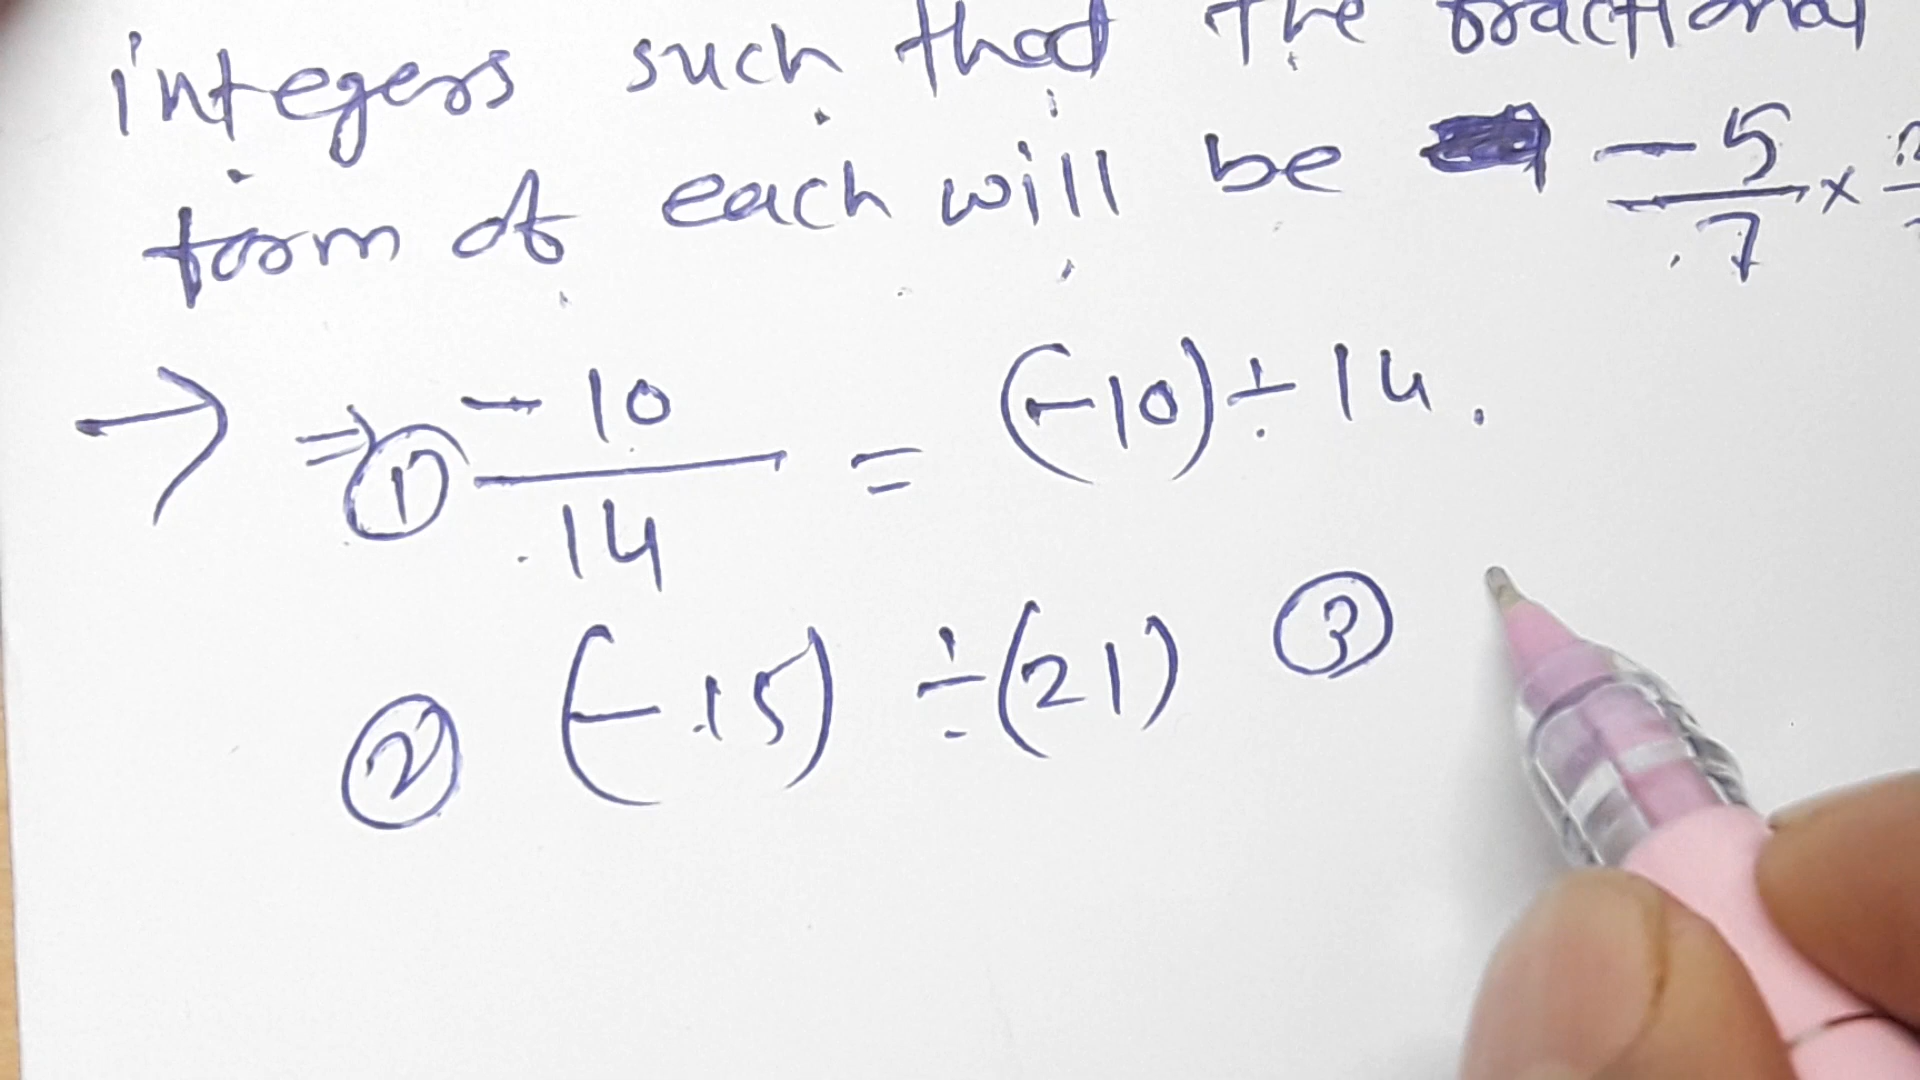 integers such that the fractional
form of each will be -5/7 ×
→ ⇒ ① -10/14 = (-10) ÷ 14.
② (-15) ÷ (21) ③